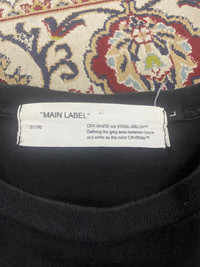 "MAIN LABEL"
OFF-WHITE c/o VIRGIL ABLOH™
Defining the grey area between black
and white as the color Off-White™
L